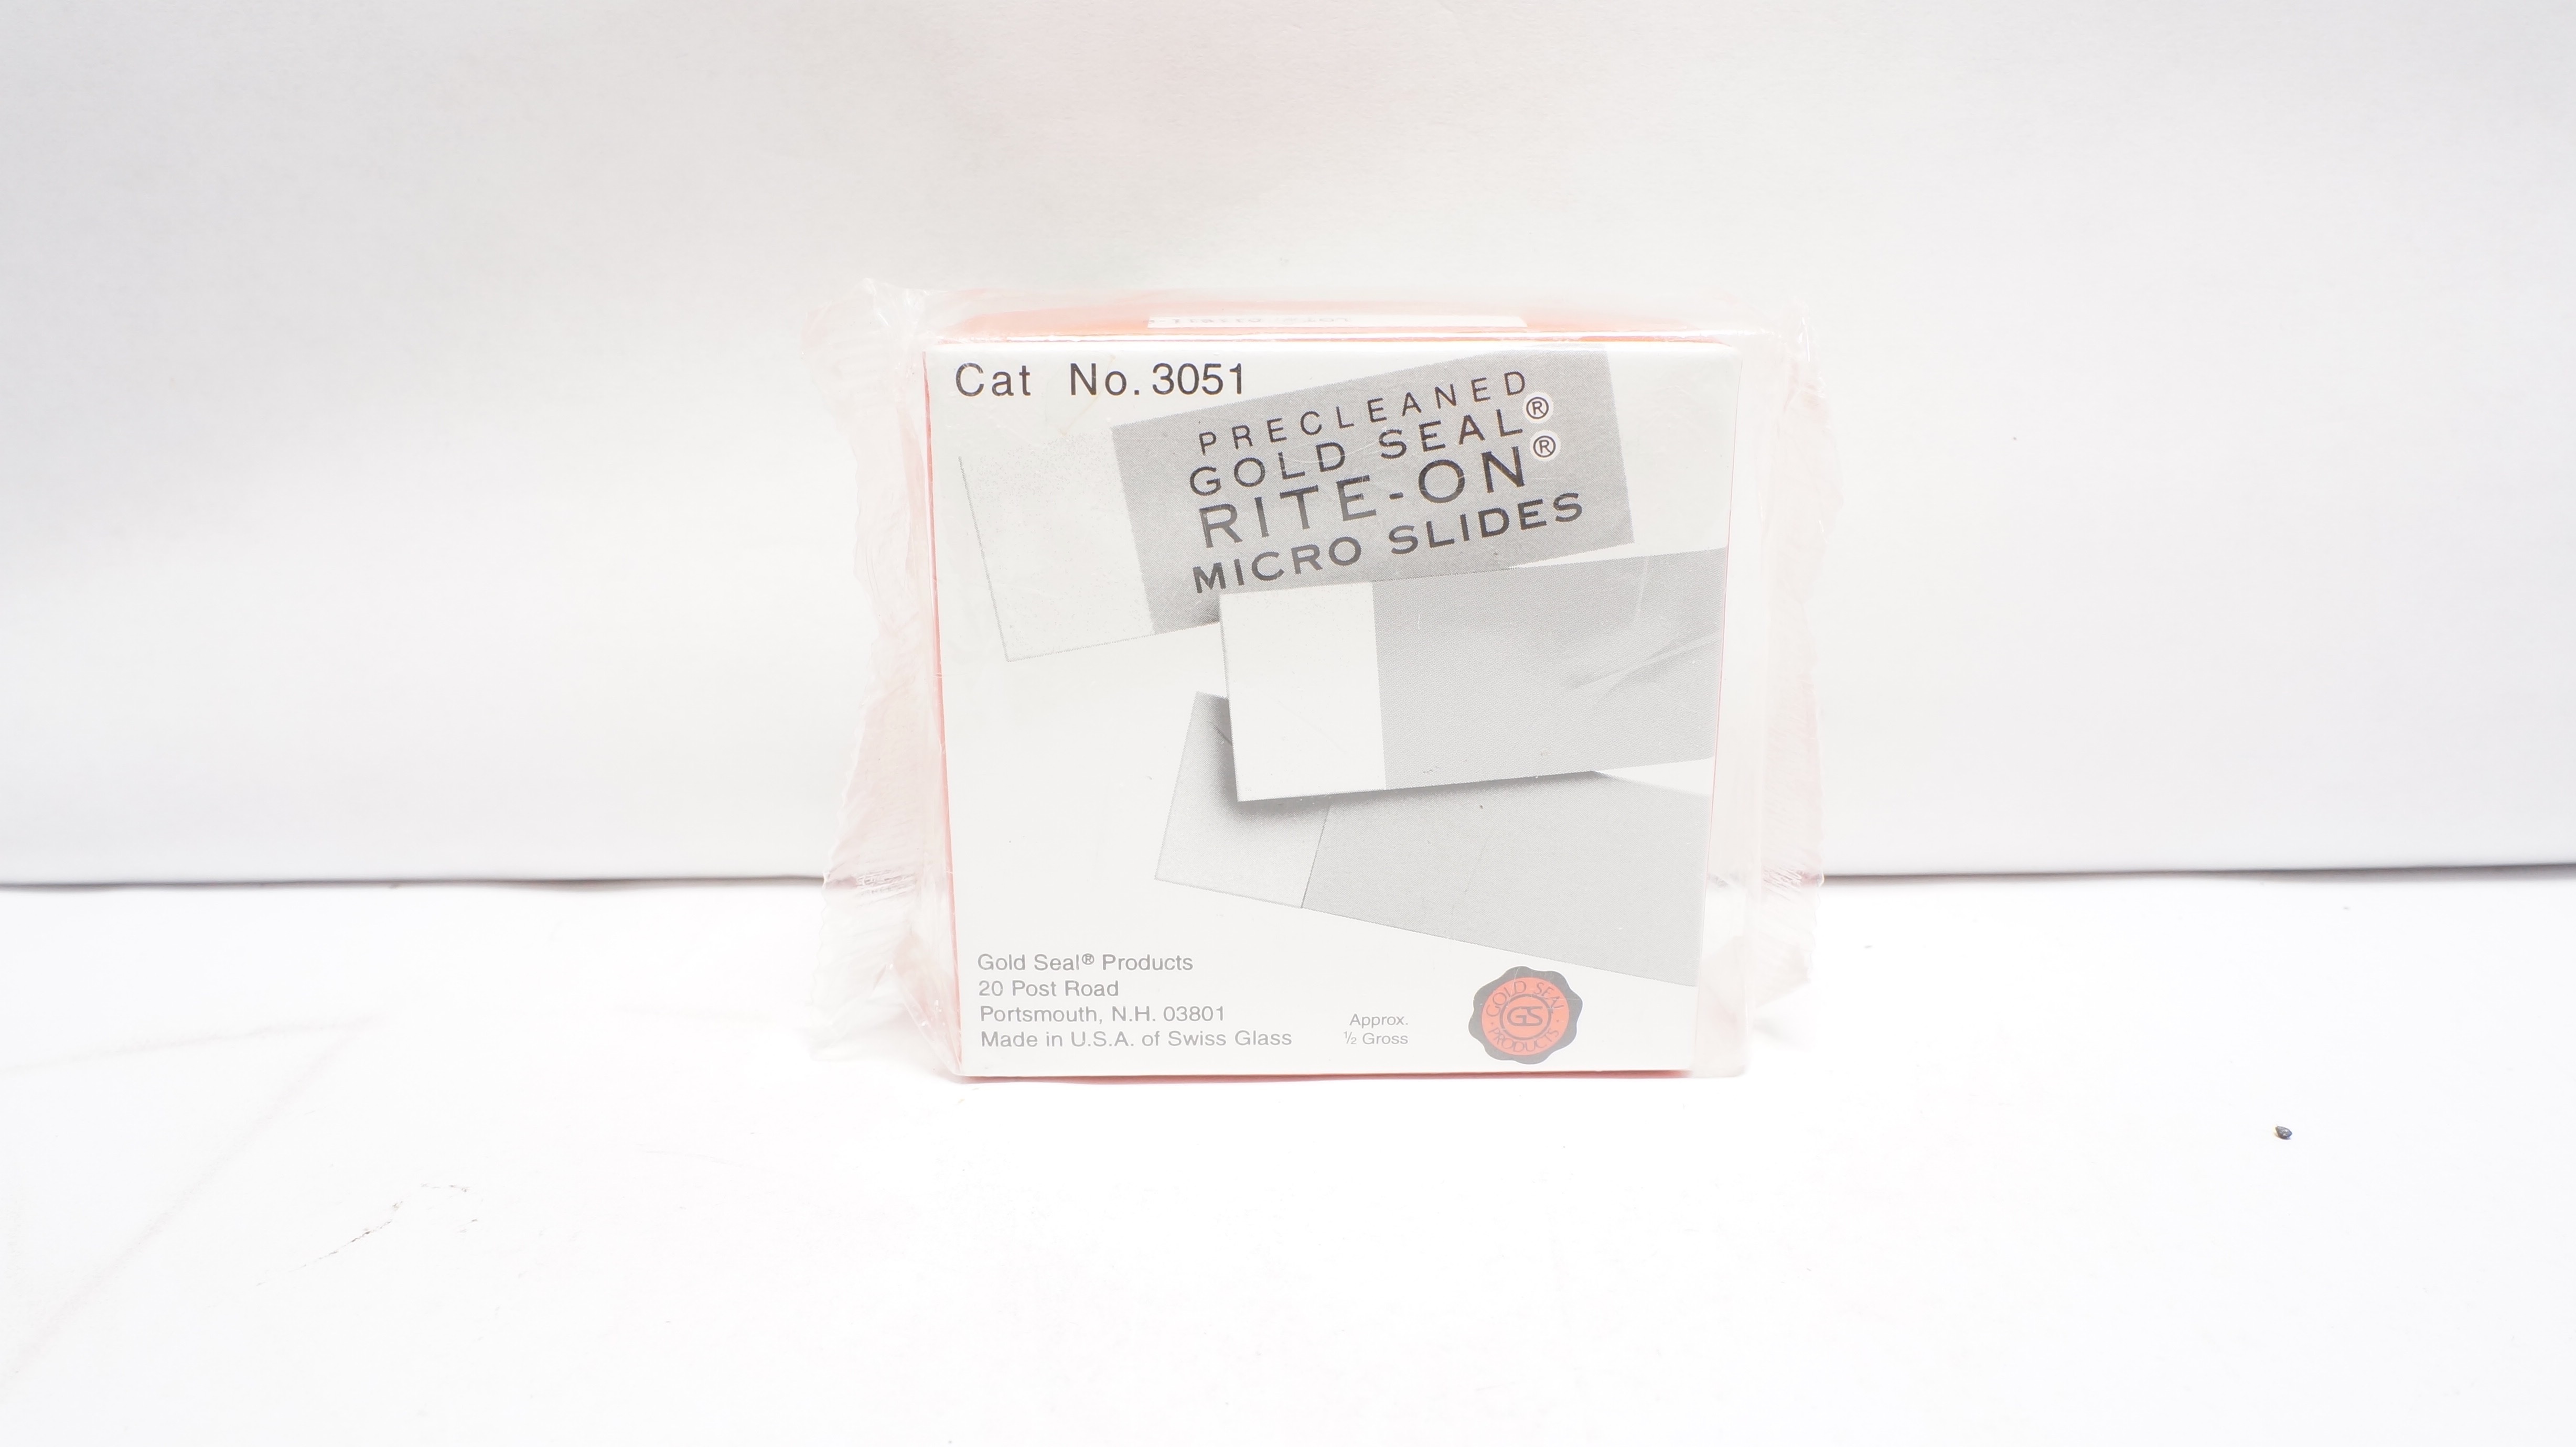 Cat No. 3051
PRECLEANED
GOLD SEAL®
RITE-ON®
MICRO SLIDES
Gold Seal® Products
20 Post Road
Portsmouth, N.H. 03801
Made in U.S.A. of Swiss Glass
Approx.
½ Gross
GOLD SEAL
GS
PRODUCTS